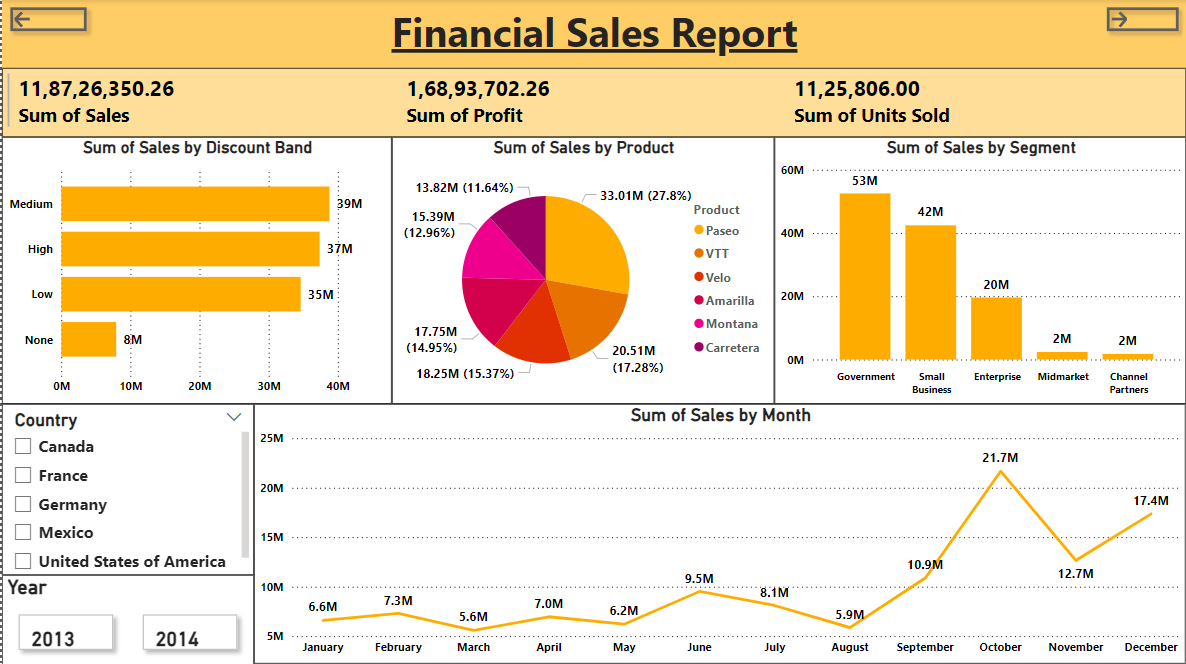 Financial Sales Report
11,87,26,350.26
Sum of Sales
1,68,93,702.26
Sum of Profit
11,25,806.00
Sum of Units Sold
Sum of Sales by Discount Band
Medium
39M
High
37M
Low
35M
None
8M
0M
10M
20M
30M
40M
Sum of Sales by Product
13.82M (11.64%)
33.01M (27.8%)
15.39M
(12.96%)
17.75M
(14.95%)
18.25M (15.37%)
20.51M
(17.28%)
Product
Paseo
VTT
Velo
Amarilla
Montana
Carretera
Sum of Sales by Segment
60M
40M
20M
0M
53M
42M
20M
2M
2M
Government
Small
Business
Enterprise
Midmarket
Channel
Partners
Country
Canada
France
Germany
Mexico
United States of America
Year
2013
2014
Sum of Sales by Month
25M
20M
15M
10M
5M
6.6M
7.3M
5.6M
7.0M
6.2M
9.5M
8.1M
5.9M
10.9M
21.7M
12.7M
17.4M
January
February
March
April
May
June
July
August
September
October
November
December